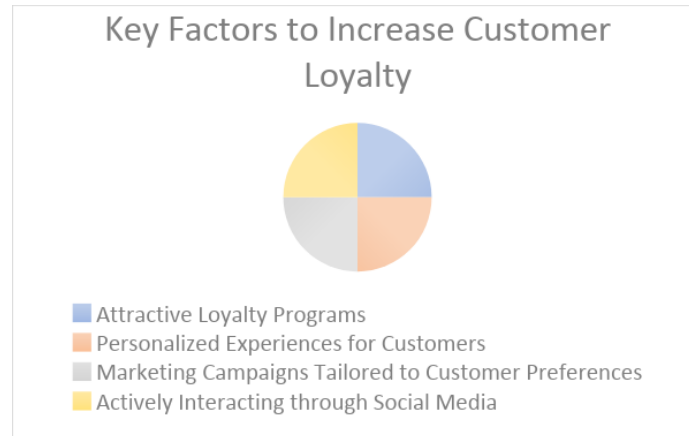 Key Factors to Increase Customer
Loyalty
Attractive Loyalty Programs
Personalized Experiences for Customers
Marketing Campaigns Tailored to Customer Preferences
Actively Interacting through Social Media